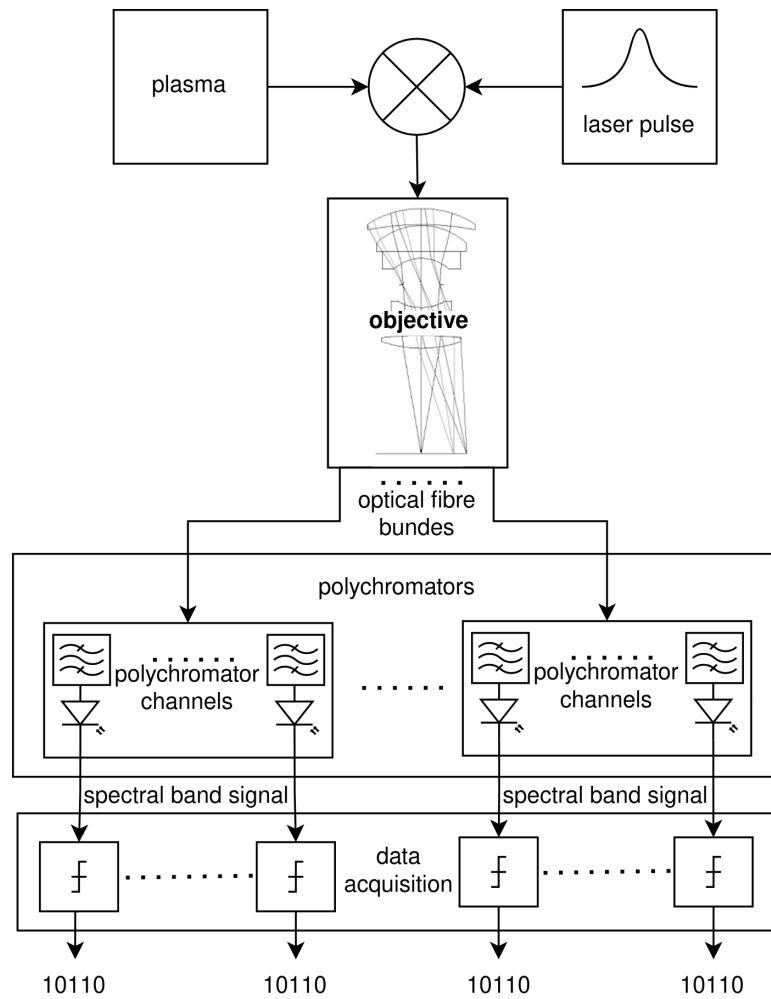 plasma
laser pulse
objective
optical fibre
bundes
polychromators
polychromator
channels
polychromator
channels
spectral band signal
spectral band signal
data
acquisition
10110
10110
10110
10110